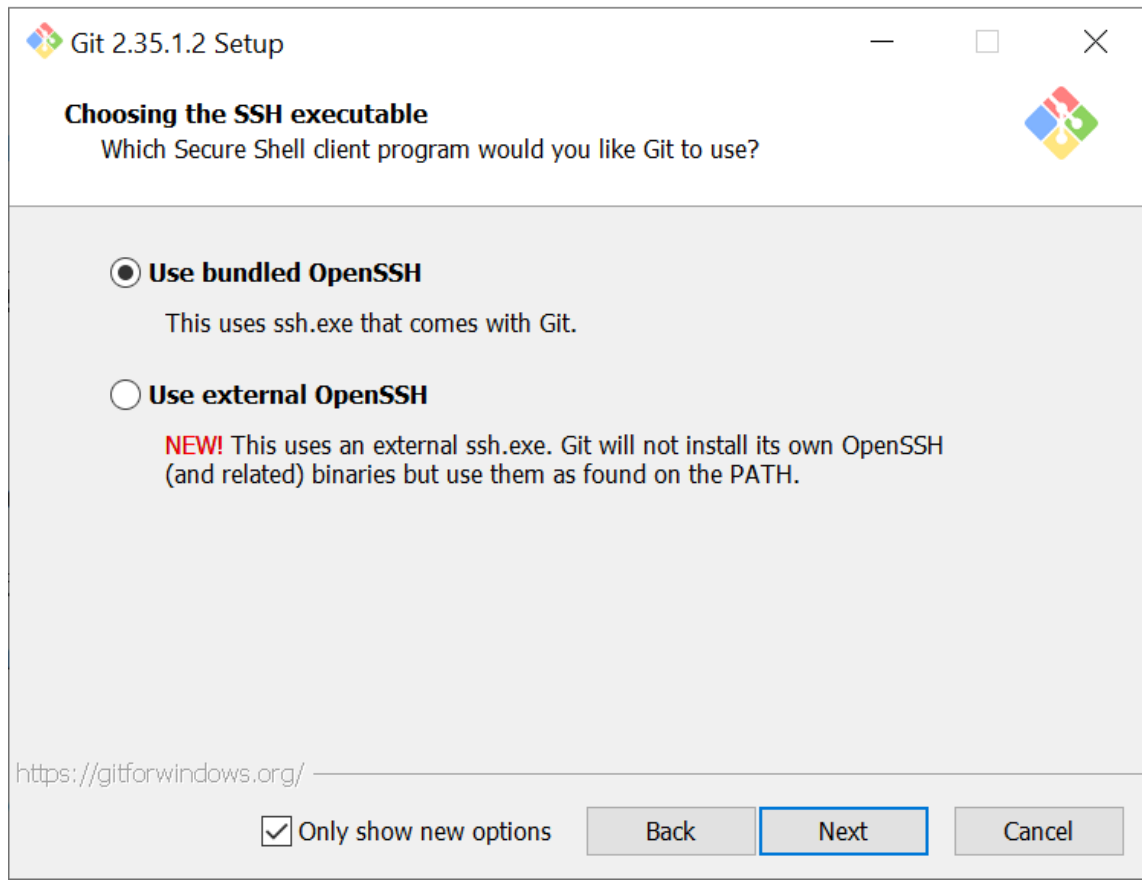 Git 2.35.1.2 Setup
Choosing the SSH executable
Which Secure Shell client program would you like Git to use?
Use bundled OpenSSH
This uses ssh.exe that comes with Git.
Use external OpenSSH
NEW! This uses an external ssh.exe. Git will not install its own OpenSSH
(and related) binaries but use them as found on the PATH.
https://gitforwindows.org/
Only show new options
Back
Next
Cancel